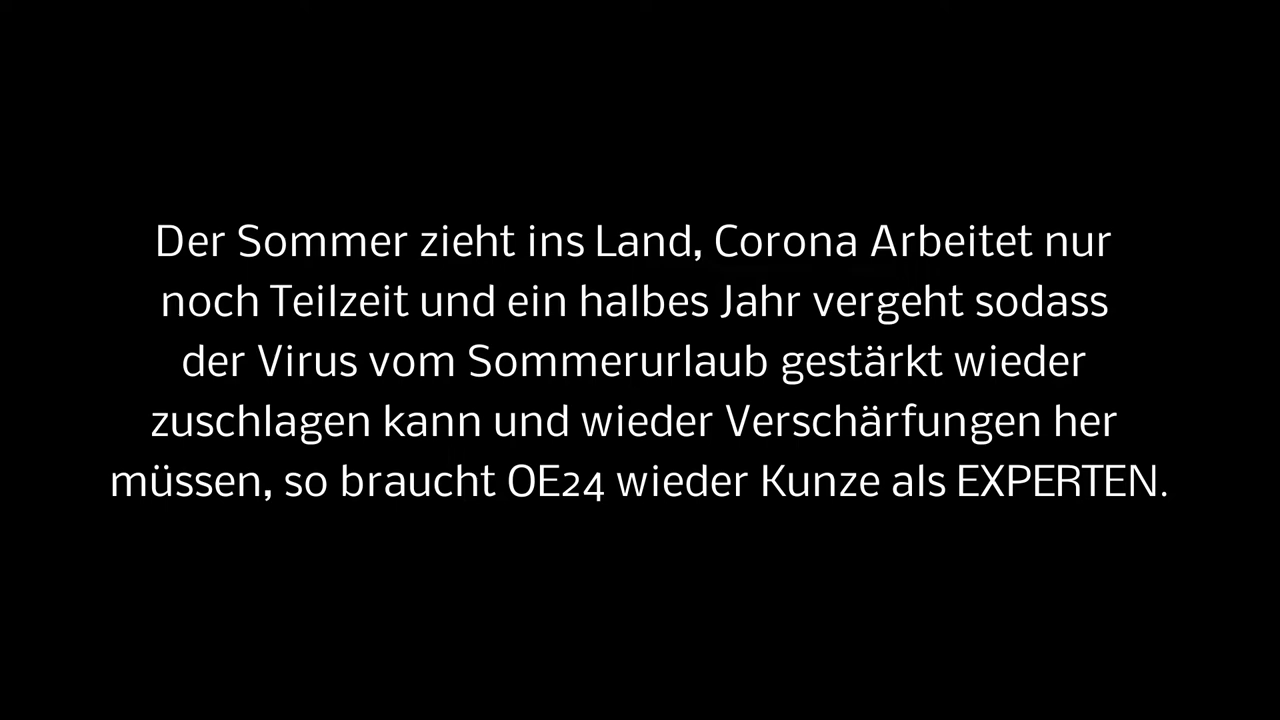 Der Sommer zieht ins Land, Corona Arbeitet nur
noch Teilzeit und ein halbes Jahr vergeht sodass
der Virus vom Sommerurlaub gestärkt wieder
zuschlagen kann und wieder Verschärfungen her
müssen, so braucht OE24 wieder Kunze als EXPERTEN.